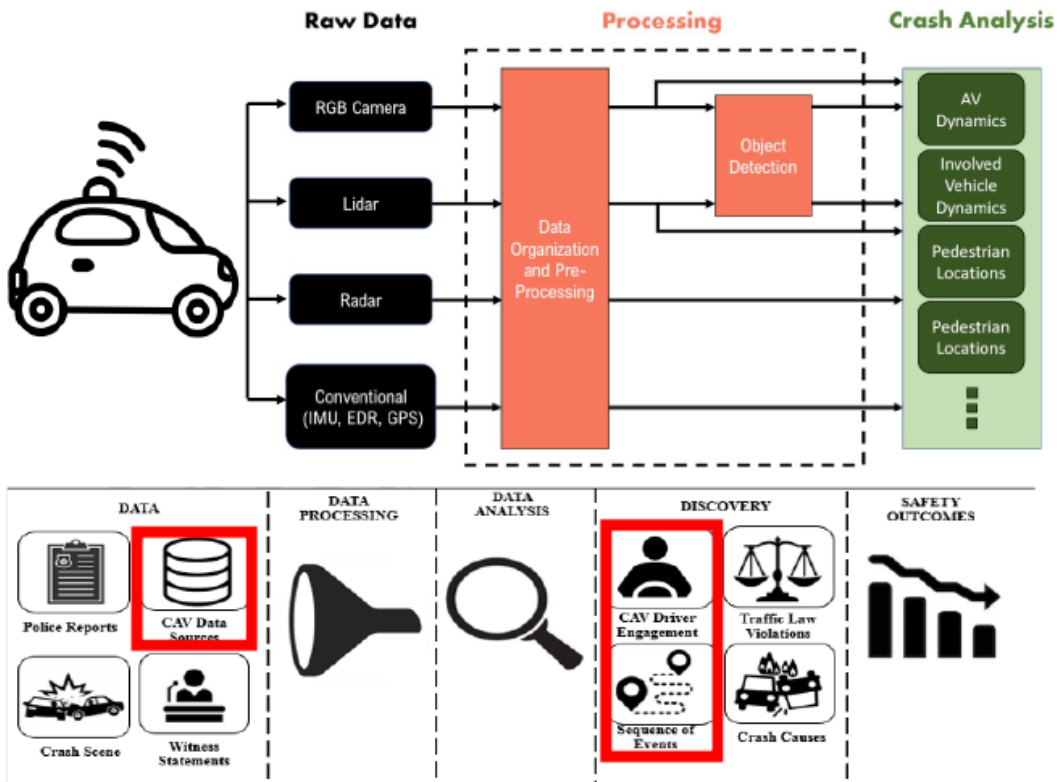 Raw Data
Processing
Crash Analysis
RGB Camera
Lidar
Radar
Conventional
(IMU, EDR, GPS)
Data
Organization
and Pre-
Processing
Object
Detection
AV
Dynamics
Involved
Vehicle
Dynamics
Pedestrian
Locations
Pedestrian
Locations
DATA
DATA
PROCESSING
DATA
ANALYSIS
DISCOVERY
SAFETY
OUTCOMES
Police Reports
CAV Data
Sources
Crash Scene
Witness
Statements
CAV Driver
Engagement
Traffic Law
Violations
Sequence of
Events
Crash Causes